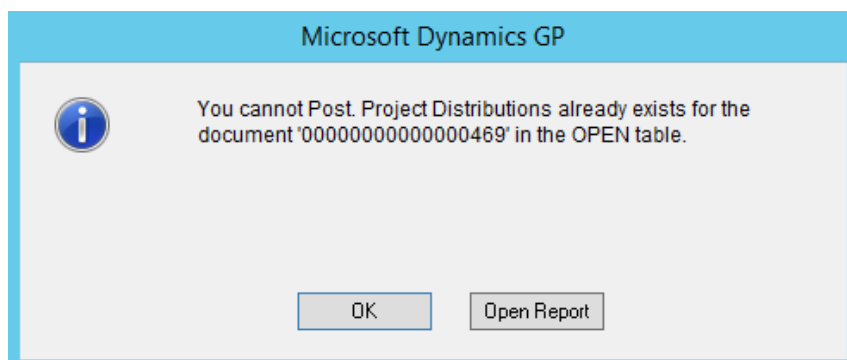 Microsoft Dynamics GP
You cannot Post. Project Distributions already exists for the
document '00000000000000469' in the OPEN table.
OK
Open Report